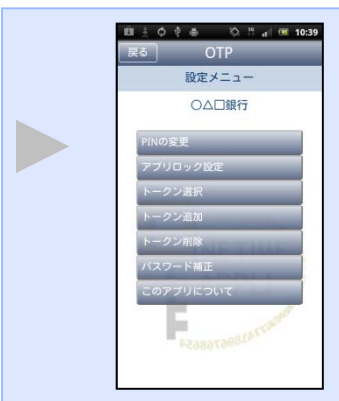 10:39
戻る OTP
設定メニュー
○△□銀行
PINの変更
アプリロック設定
トークン選択
トークン追加
トークン削除
パスワード補正
このアプリについて